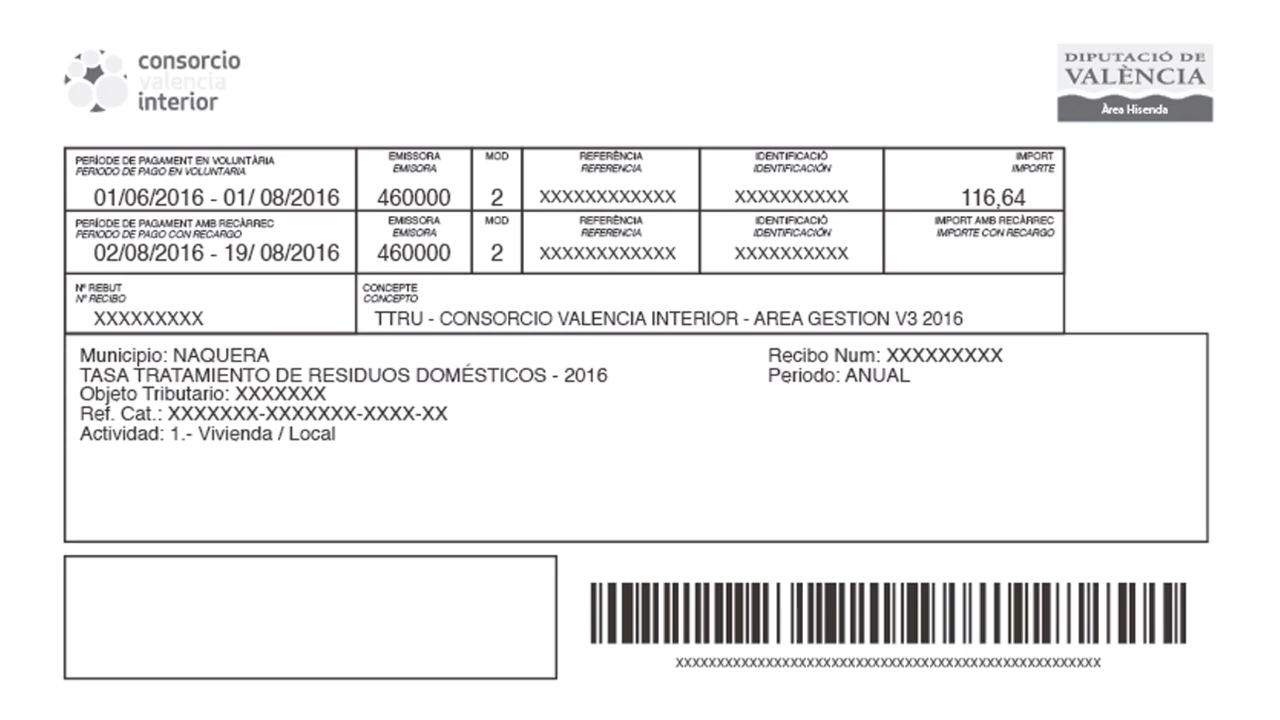 consorcio
valencia
interior
DIPUTACIÓ DE
VALÈNCIA
Àrea Hisenda
PERÍODE DE PAGAMENT EN VOLUNTÀRIA
PERIODO DE PAGO EN VOLUNTARIA
01/06/2016 - 01/ 08/2016
EMISSORA
EMISORA
460000
MOD
2
REFERÈNCIA
REFERENCIA
XXXXXXXXXXXX
IDENTIFICACIÓ
IDENTIFICACIÓN
XXXXXXXXXX
IMPORT
IMPORTE
116,64
PERÍODE DE PAGAMENT AMB RECÀRREC
PERIODO DE PAGO CON RECARGO
02/08/2016 - 19/ 08/2016
EMISSORA
EMISORA
460000
MOD
2
REFERÈNCIA
REFERENCIA
XXXXXXXXXXXX
IDENTIFICACIÓ
IDENTIFICACIÓN
XXXXXXXXXX
IMPORT AMB RECÀRREC
IMPORTE CON RECARGO
Nº REBUT
Nº RECIBO
XXXXXXXXX
CONCEPTE
CONCEPTO
TTRU - CONSORCIO VALENCIA INTERIOR - AREA GESTION V3 2016
Municipio: NAQUERA
TASA TRATAMIENTO DE RESIDUOS DOMÉSTICOS - 2016
Objeto Tributario: XXXXXXX
Ref. Cat.: XXXXXXX-XXXXXXX-XXXX-XX
Actividad: 1.- Vivienda / Local
Recibo Num: XXXXXXXXX
Periodo: ANUAL
XXXXXXXXXXXXXXXXXXXXXXXXXXXXXXXXXXXXXXXXXXXXXXXXXXXX